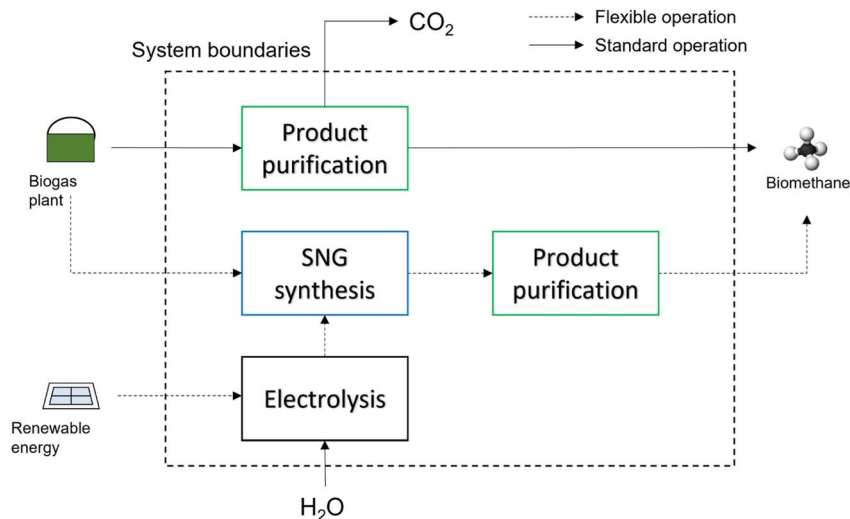 CO₂
Flexible operation
Standard operation
System boundaries
Product
purification
Biogas
plant
Biomethane
SNG
synthesis
Product
purification
Electrolysis
Renewable
energy
H₂O